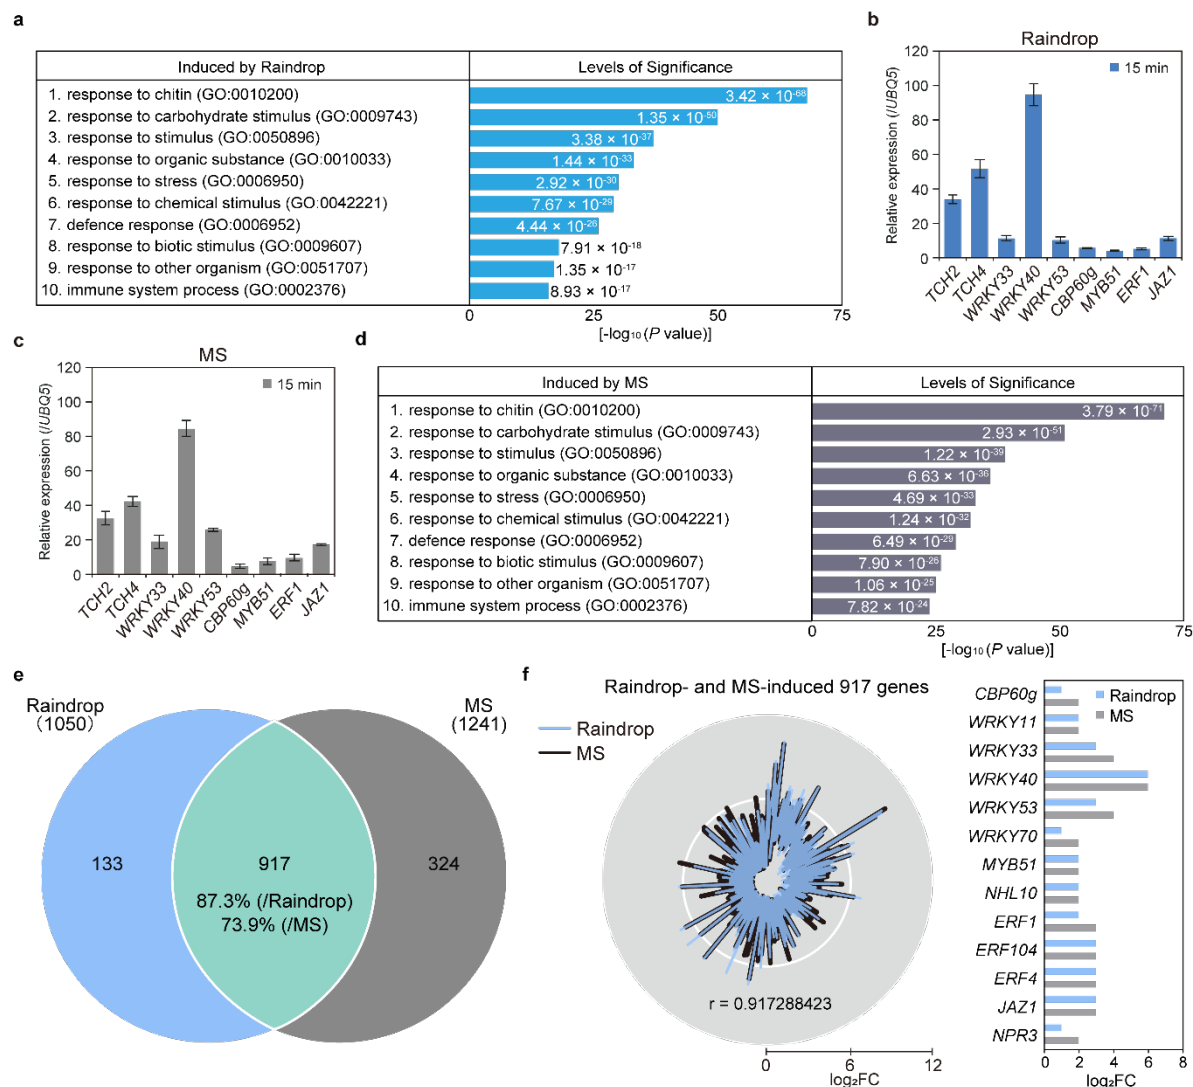 a
Induced by Raindrop Levels of Significance
1. response to chitin (GO:0010200) 3.42 × 10-68
2. response to carbohydrate stimulus (GO:0009743) 1.35 × 10-50
3. response to stimulus (GO:0050896) 3.38 × 10-37
4. response to organic substance (GO:0010033) 1.44 × 10-33
5. response to stress (GO:0006950) 2.92 × 10-30
6. response to chemical stimulus (GO:0042221) 7.67 × 10-29
7. defence response (GO:0006952) 4.44 × 10-26
8. response to biotic stimulus (GO:0009607) 7.91 × 10-18
9. response to other organism (GO:0051707) 1.35 × 10-17
10. immune system process (GO:0002376) 8.93 × 10-17
0 25 50 75
[-log₁₀ (P value)]
b
Raindrop
15 min
Relative expression (/UBQ5)
120
100
80
60
40
20
0
TCH2 TCH4 WRKY33 WRKY40 WRKY53 CBP60g MYB51 ERF1 JAZ1
c
MS
15 min
Relative expression (/UBQ5)
120
100
80
60
40
20
0
TCH2 TCH4 WRKY33 WRKY40 WRKY53 CBP60g MYB51 ERF1 JAZ1
d
Induced by MS Levels of Significance
1. response to chitin (GO:0010200) 3.79 × 10-71
2. response to carbohydrate stimulus (GO:0009743) 2.93 × 10-51
3. response to stimulus (GO:0050896) 1.22 × 10-39
4. response to organic substance (GO:0010033) 6.63 × 10-36
5. response to stress (GO:0006950) 4.69 × 10-33
6. response to chemical stimulus (GO:0042221) 1.24 × 10-32
7. defence response (GO:0006952) 6.49 × 10-29
8. response to biotic stimulus (GO:0009607) 7.90 × 10-26
9. response to other organism (GO:0051707) 1.06 × 10-25
10. immune system process (GO:0002376) 7.82 × 10-24
0 25 50 75
[-log₁₀ (P value)]
e
Raindrop
(1050)
MS
(1241)
133 917 324
87.3% (/Raindrop)
73.9% (/MS)
f
Raindrop- and MS-induced 917 genes
Raindrop
MS
r = 0.917288423
0 6 12
log₂FC
Raindrop
MS
CBP60g
WRKY11
WRKY33
WRKY40
WRKY53
WRKY70
MYB51
NHL10
ERF1
ERF104
ERF4
JAZ1
NPR3
0 2 4 6 8
log₂FC